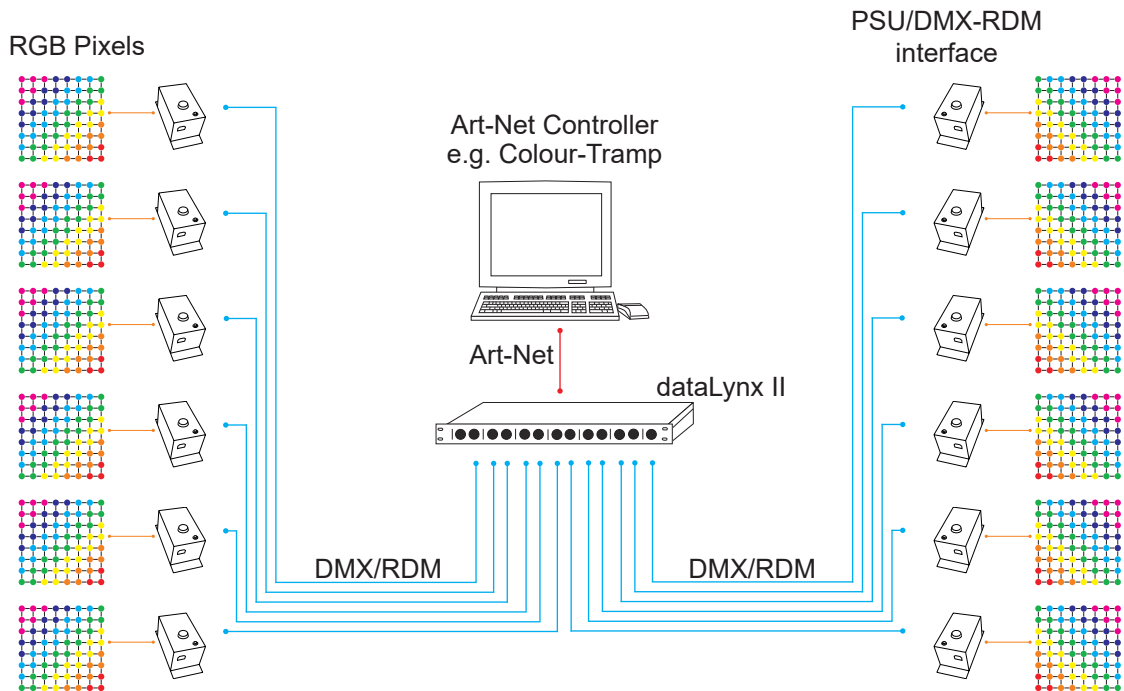 RGB Pixels
PSU/DMX-RDM
interface
Art-Net Controller
e.g. Colour-Tramp
Art-Net
dataLynx II
DMX/RDM
DMX/RDM